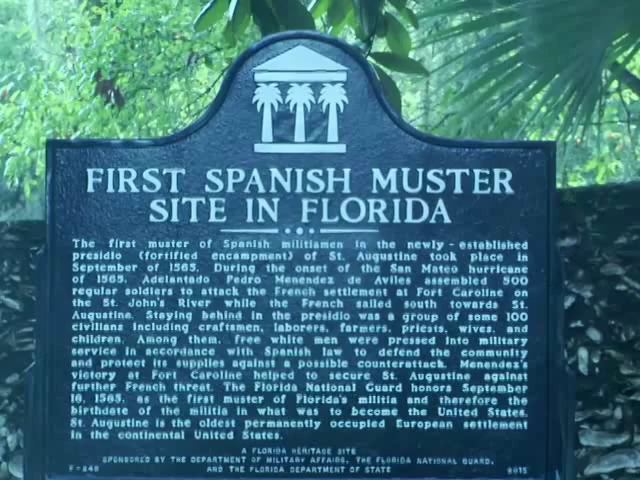 FIRST SPANISH MUSTER
SITE IN FLORIDA
The first muster of Spanish militiamen in the newly-established
presidio (fortified encampment) of St. Augustine took place in
September of 1565. During the onset of the San Mateo hurricane
of 1565, Adelantado Pedro Menendez de Aviles assembled 500
regular soldiers to attack the French settlement at Fort Caroline on
the St. John's River while the French sailed south towards St.
Augustine. Staying behind in the presidio was a group of some 100
civilians including craftsmen, laborers, farmers, priests, wives, and
children. Among them, free white men were pressed into military
service in accordance with Spanish law to defend the community
and protect its supplies against a possible counterattack. Menendez's
victory at Fort Caroline helped to secure St. Augustine against
further French threat. The Florida National Guard honors September
16, 1565, as the first muster of Florida's militia and therefore the
birthdate of the militia in what was to become the United States.
St. Augustine is the oldest permanently occupied European settlement
in the continental United States.
A FLORIDA HERITAGE SITE
SPONSORED BY THE DEPARTMENT OF MILITARY AFFAIRS, THE FLORIDA NATIONAL GUARD,
F-848 AND THE FLORIDA DEPARTMENT OF STATE 2015